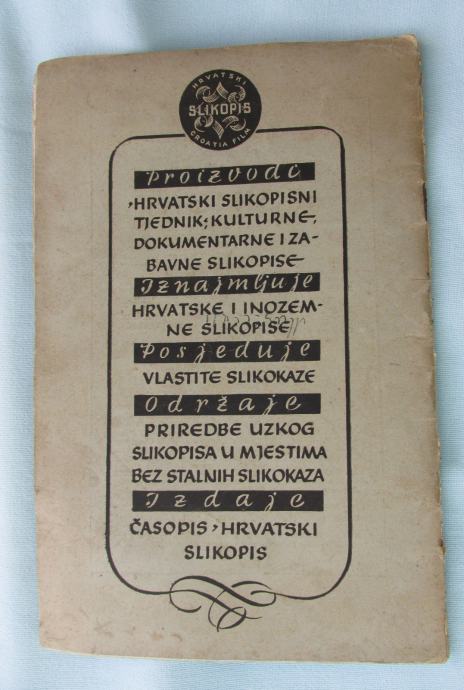 HRVATSKI
SLIKOPIS
CROATIA FILM
Proizvodi
›HRVATSKI SLIKOPISNI
TJEDNIK‹, KULTURNE,
DOKUMENTARNE I ZA-
BAVNE SLIKOPISE
Iznajmljuje
HRVATSKE I INOZEM-
NE SLIKOPISE
Posjeduje
VLASTITE SLIKOKAZE
Održaje
PRIREDBE UZKOG
SLIKOPISA U MJESTIMA
BEZ STALNIH SLIKOKAZA
Izdaje
ČASOPIS ›HRVATSKI
SLIKOPIS